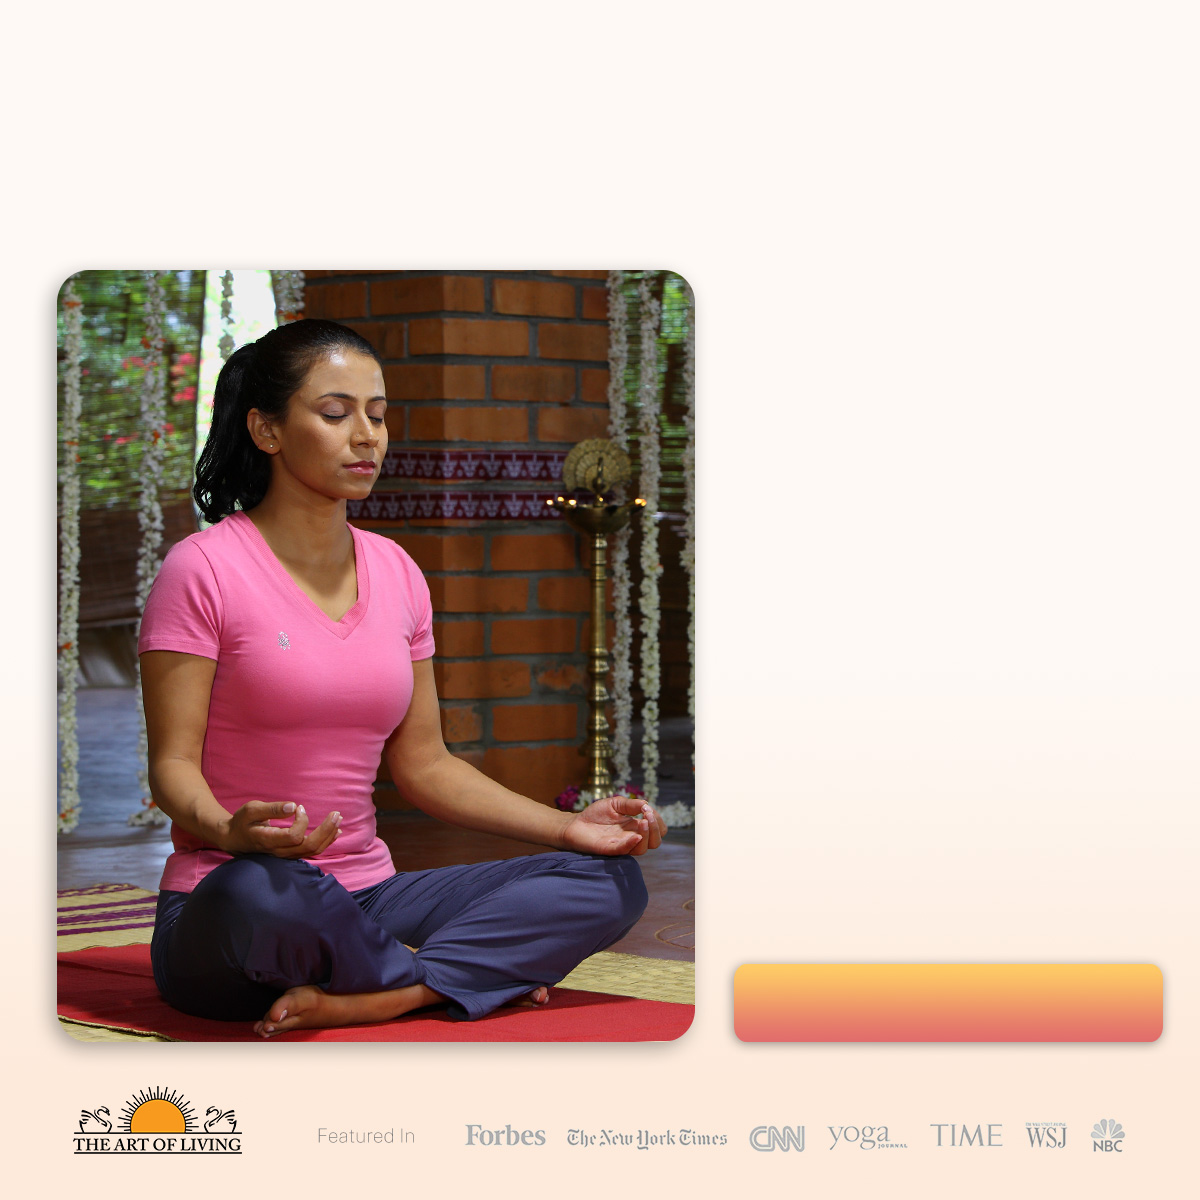 THE ART OF LIVING
Featured In
Forbes
The New York Times
CNN
yoga
JOURNAL
TIME
WSJ
NBC